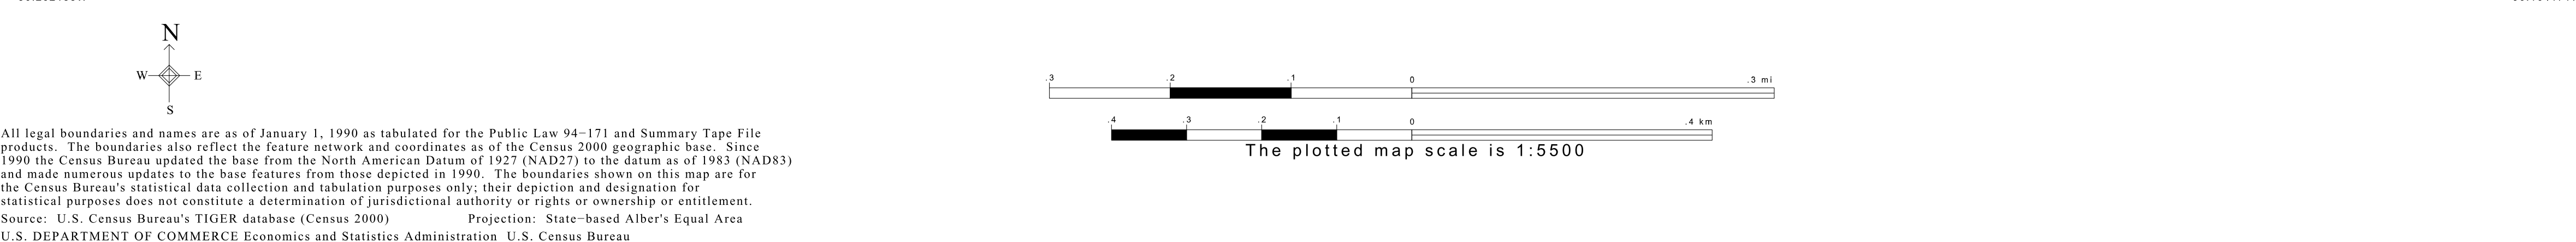 N
W E
S
.3 .2 .1 0 .3 mi
.4 .3 .2 .1 0 .4 km
The plotted map scale is 1:5500
All legal boundaries and names are as of January 1, 1990 as tabulated for the Public Law 94−171 and Summary Tape File
products. The boundaries also reflect the feature network and coordinates as of the Census 2000 geographic base. Since
1990 the Census Bureau updated the base from the North American Datum of 1927 (NAD27) to the datum as of 1983 (NAD83)
and made numerous updates to the base features from those depicted in 1990. The boundaries shown on this map are for
the Census Bureau's statistical data collection and tabulation purposes only; their depiction and designation for
statistical purposes does not constitute a determination of jurisdictional authority or rights or ownership or entitlement.
Source: U.S. Census Bureau's TIGER database (Census 2000) Projection: State−based Alber's Equal Area
U.S. DEPARTMENT OF COMMERCE Economics and Statistics Administration U.S. Census Bureau